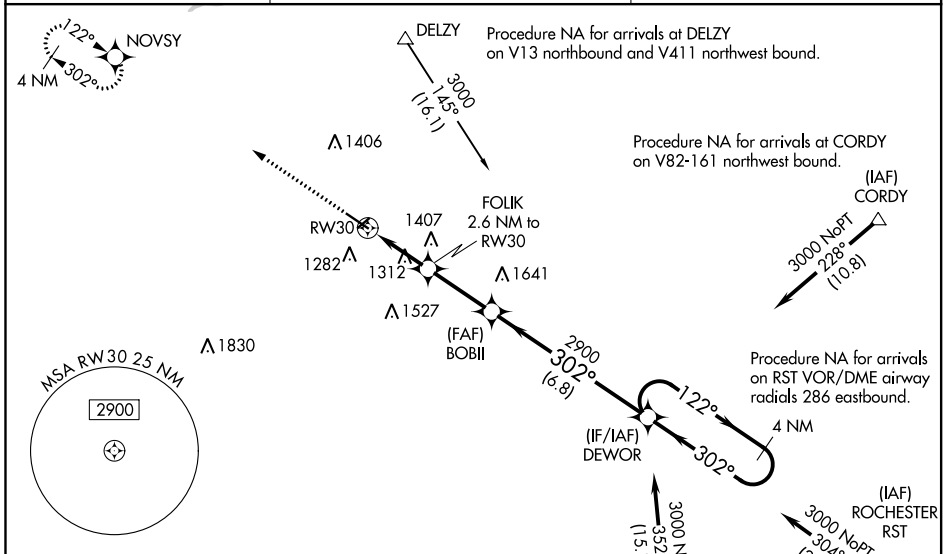 122°
302°
4 NM
NOVSY
DELZY
3000
145°
(16.1)
Procedure NA for arrivals at DELZY
on V13 northbound and V411 northwest bound.
1406
Procedure NA for arrivals at CORDY
on V82-161 northwest bound.
(IAF)
CORDY
3000 NoPT
228°
(10.8)
RW30
1407
FOLIK
2.6 NM to
RW30
1282
1312
1641
1527
(FAF)
BOBII
1830
2900
302°
(6.8)
MSA RW30 25 NM
2900
Procedure NA for arrivals
on RST VOR/DME airway
radials 286 eastbound.
122°
4 NM
302°
(IF/IAF)
DEWOR
3000 N
352
(15.
(IAF)
ROCHESTER
RST
3000 NoPT
304°